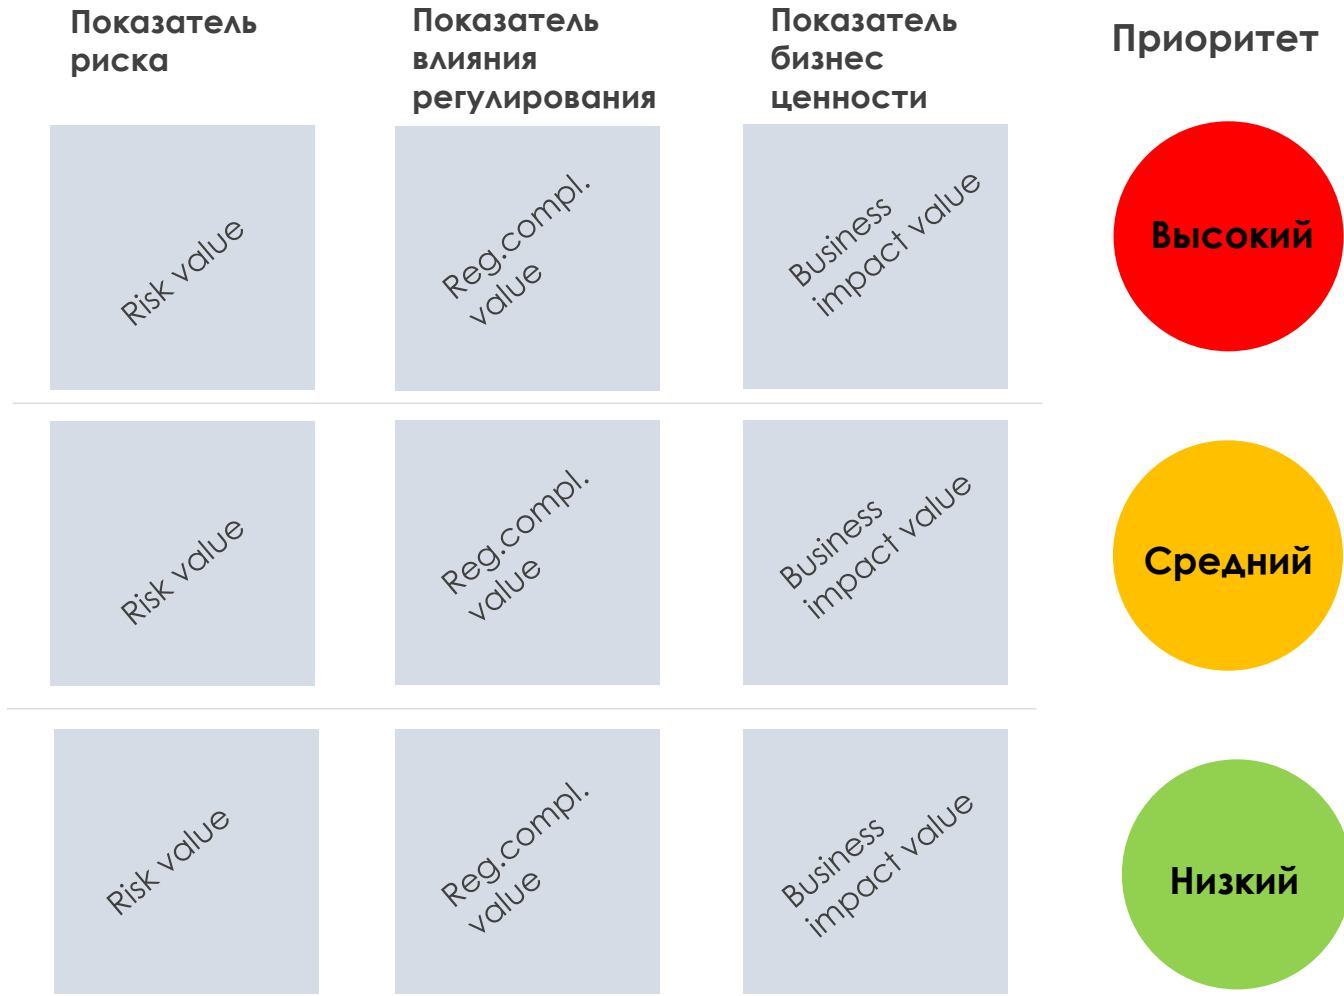 Показатель
риска
Показатель
влияния
регулирования
Показатель
бизнес
ценности
Приоритет
Risk value
Reg.compl.
value
Business
impact value
Высокий
Risk value
Reg.compl.
value
Business
impact value
Средний
Risk value
Reg.compl.
value
Business
impact value
Низкий